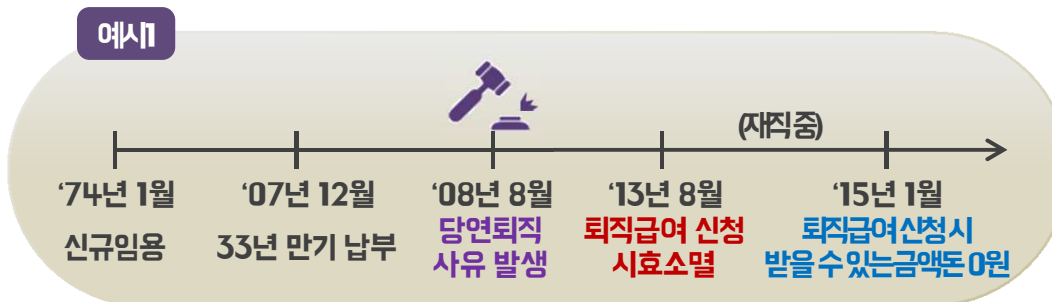 예시1
(재직 중)
‘74년 1월
‘07년 12월
‘08년 8월
‘13년 8월
‘15년 1월
신규임용
33년 만기 납부
당연퇴직
사유 발생
퇴직급여 신청
시효소멸
퇴직급여 신청 시
받을 수 있는 금액돈 0원